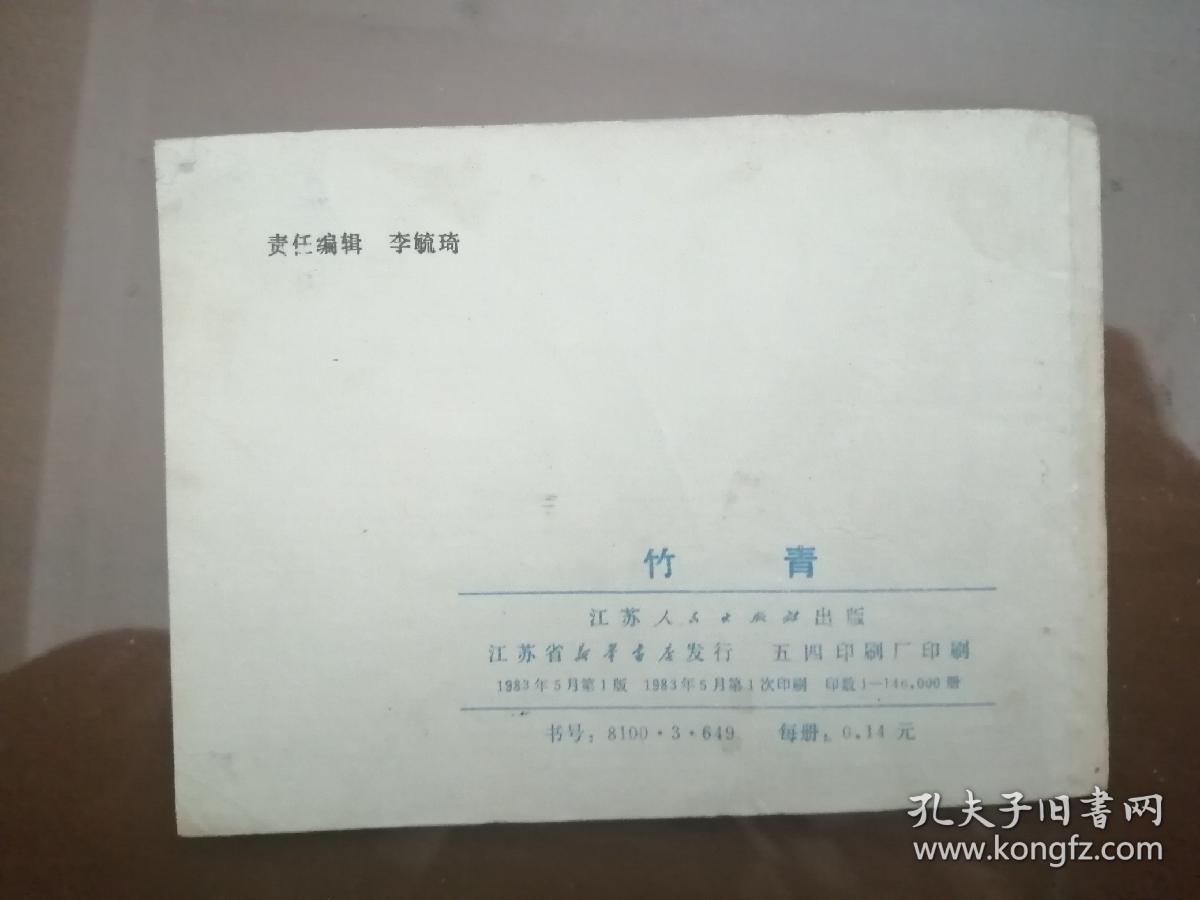 责任编辑 李毓琦
竹 青
江苏人民出版社出版
江苏省新华书店发行 五四印刷厂印刷
1983年5月第1版 1983年5月第1次印刷 印数1—146,000册
书号：8100·3·649 每册：0.14元
孔夫子旧书网
www.kongfz.com